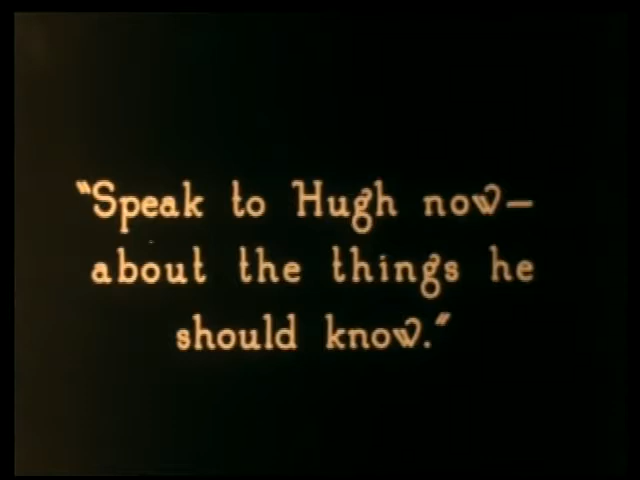 "Speak to Hugh now—
about the things he
should know."